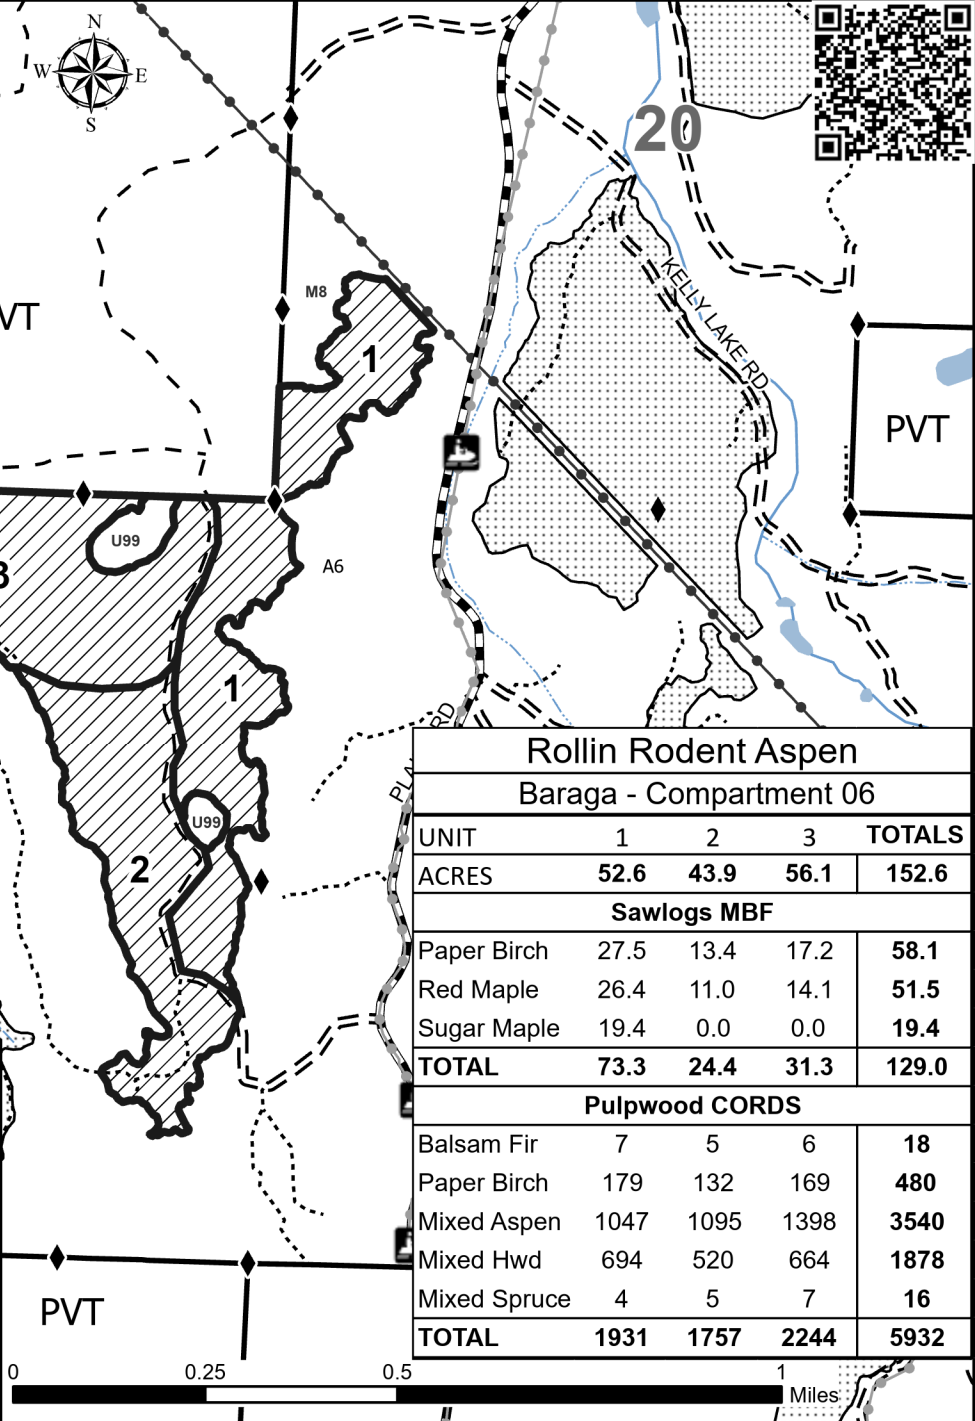 N
W E
S
20
M8
VT
1
KELLY LAKE RD
PVT
U99
A6
3
1
U99
2
RD
PLA
PVT
Rollin Rodent Aspen
Baraga - Compartment 06
UNIT 1 2 3 TOTALS
ACRES 52.6 43.9 56.1 152.6
Sawlogs MBF
Paper Birch 27.5 13.4 17.2 58.1
Red Maple 26.4 11.0 14.1 51.5
Sugar Maple 19.4 0.0 0.0 19.4
TOTAL 73.3 24.4 31.3 129.0
Pulpwood CORDS
Balsam Fir 7 5 6 18
Paper Birch 179 132 169 480
Mixed Aspen 1047 1095 1398 3540
Mixed Hwd 694 520 664 1878
Mixed Spruce 4 5 7 16
TOTAL 1931 1757 2244 5932
0 0.25 0.5 1
Miles